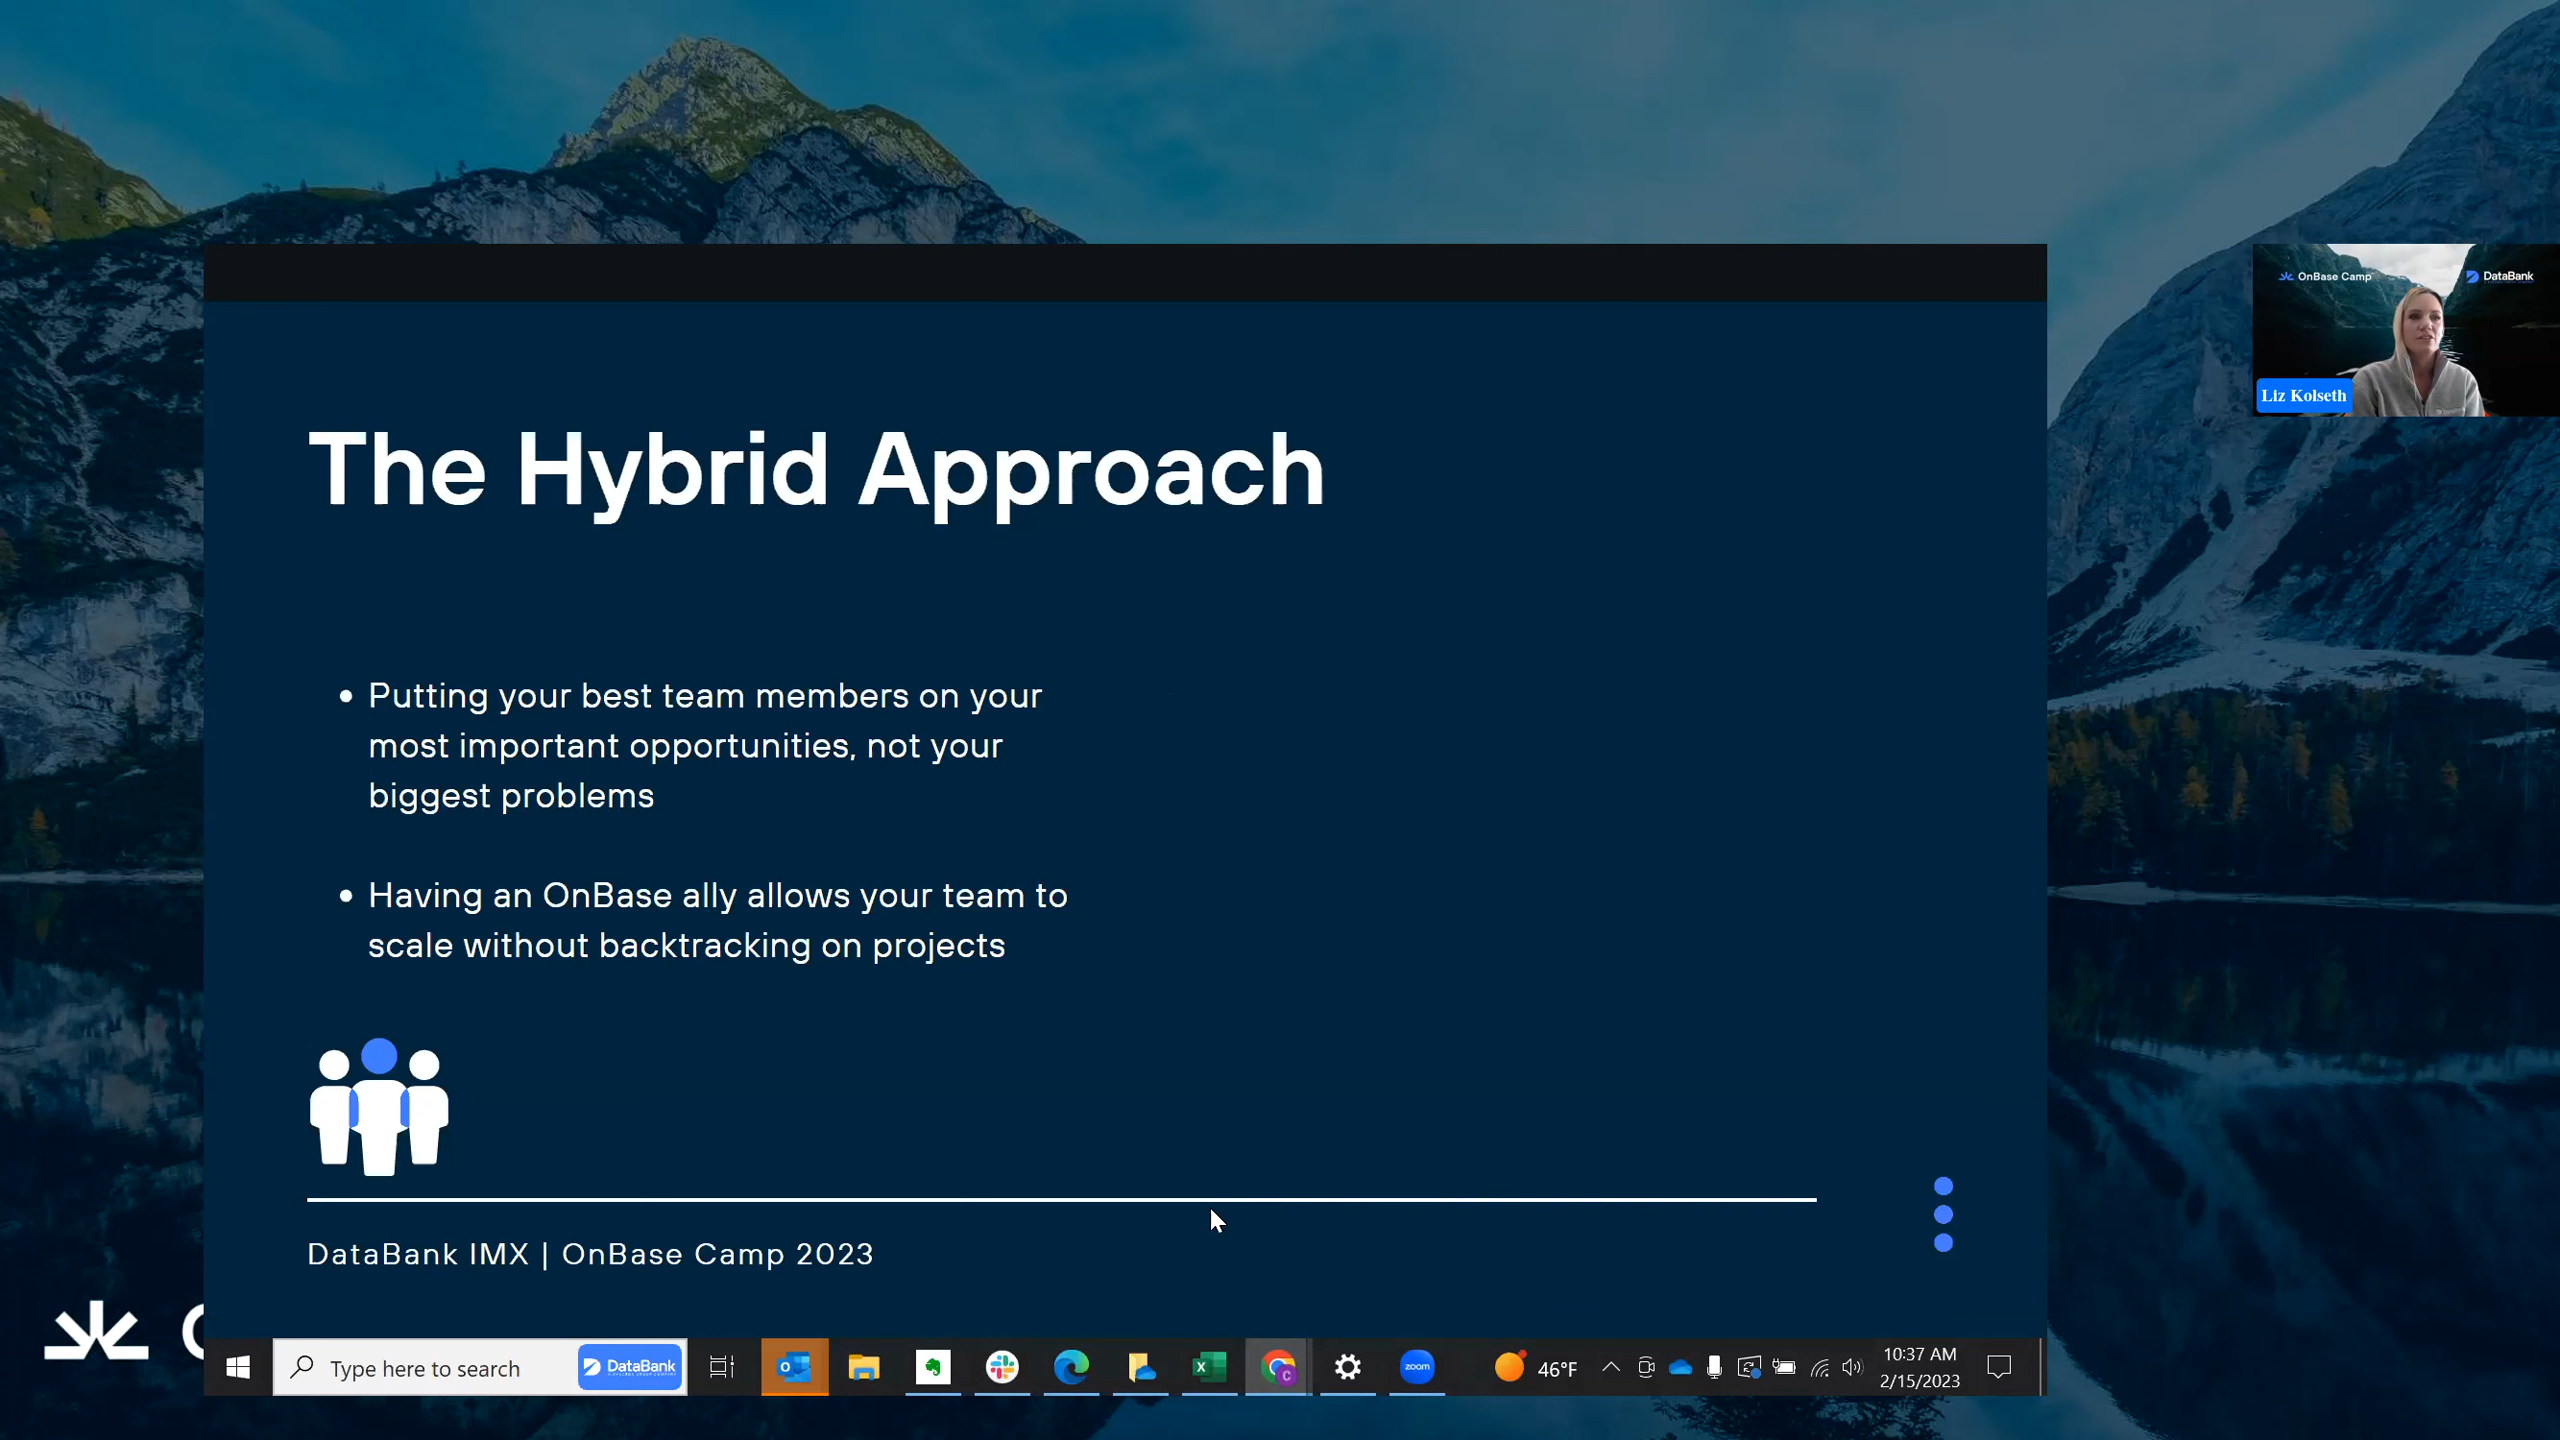 OnBase Camp
DataBank
Liz Kolseth
The Hybrid Approach
• Putting your best team members on your
most important opportunities, not your
biggest problems
• Having an OnBase ally allows your team to
scale without backtracking on projects
DataBank IMX | OnBase Camp 2023
Type here to search
DataBank
zoom
46°F
10:37 AM
2/15/2023